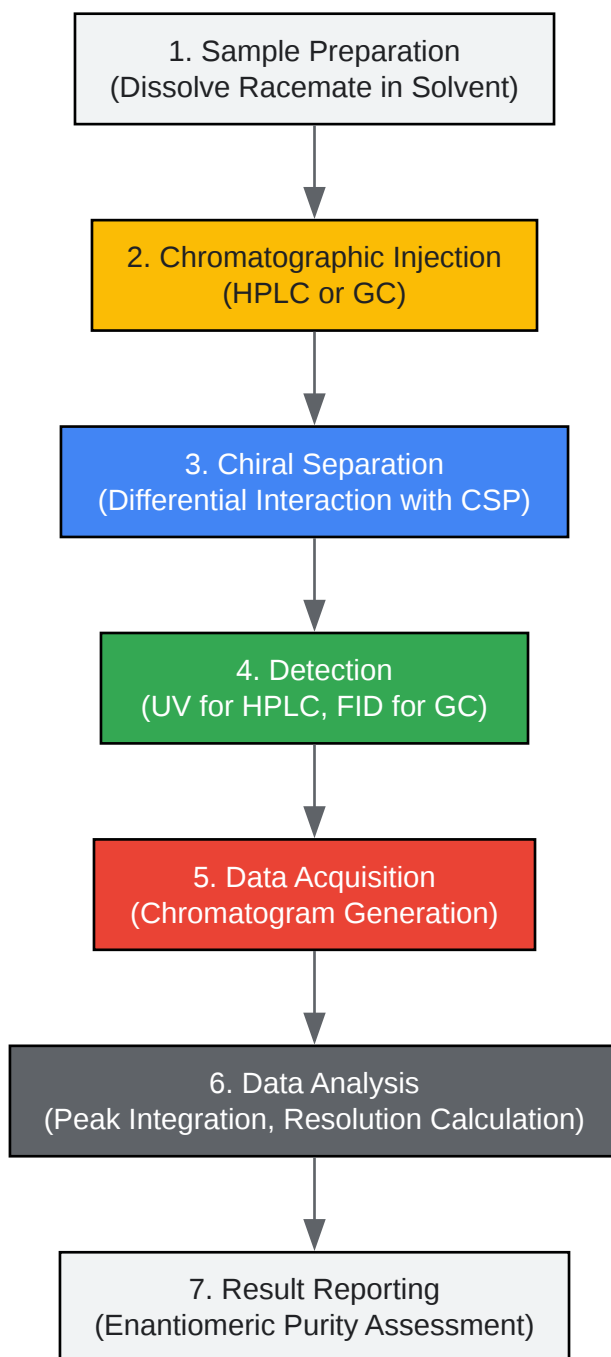 1. Sample Preparation
(Dissolve Racemate in Solvent)
2. Chromatographic Injection
(HPLC or GC)
3. Chiral Separation
(Differential Interaction with CSP)
4. Detection
(UV for HPLC, FID for GC)
5. Data Acquisition
(Chromatogram Generation)
6. Data Analysis
(Peak Integration, Resolution Calculation)
7. Result Reporting
(Enantiomeric Purity Assessment)